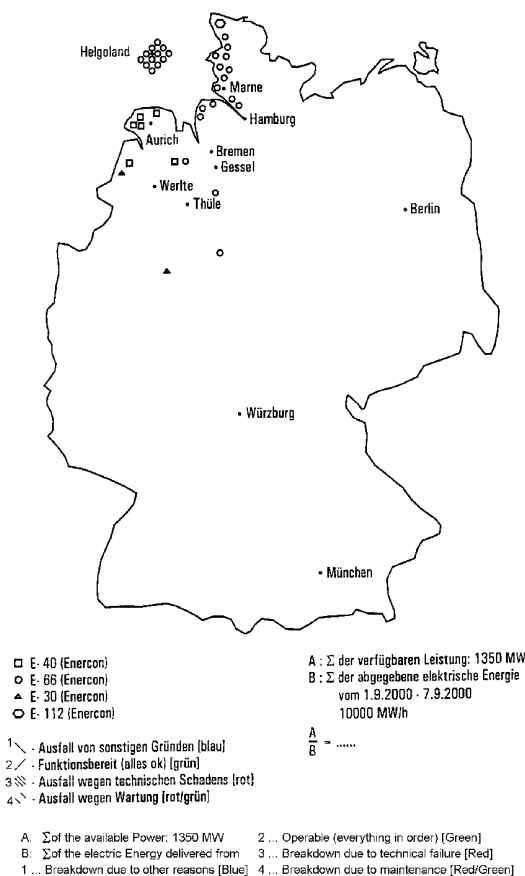 Helgoland
Marne
Hamburg
Aurich
Bremen
Gessel
Werlte
Thüle
Berlin
Würzburg
München
E-40 (Enercon)
E-66 (Enercon)
E-30 (Enercon)
E-112 (Enercon)
A : Σ der verfügbaren Leistung: 1350 MW
B : Σ der abgegebene elektrische Energie
vom 1.9.2000 - 7.9.2000
10000 MW/h
A/B = ......
1 - Ausfall von sonstigen Gründen [blau]
2 - Funktionsbereit (alles ok) [grün]
3 - Ausfall wegen technischen Schadens [rot]
4 - Ausfall wegen Wartung [rot/grün]
A: Σof the available Power: 1350 MW
B: Σof the electric Energy delivered from
1 ... Breakdown due to other reasons [Blue]
2 ... Operable (everything in order) [Green]
3 ... Breakdown due to technical failure [Red]
4 ... Breakdown due to maintenance [Red/Green]